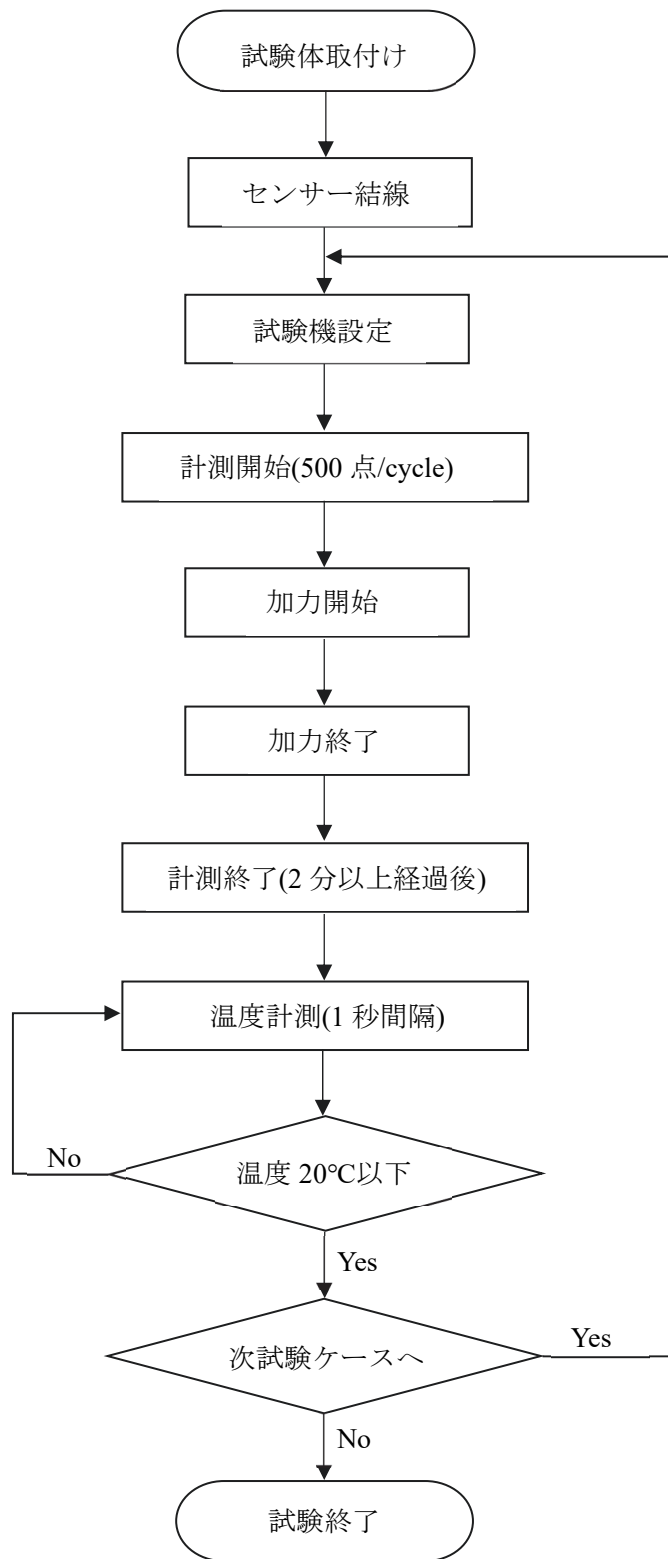 試験体取付け
センサー結線
試験機設定
計測開始(500 点/cycle)
加力開始
加力終了
計測終了(2 分以上経過後)
温度計測(1 秒間隔)
No
温度 20℃以下
Yes
次試験ケースへ
Yes
No
試験終了